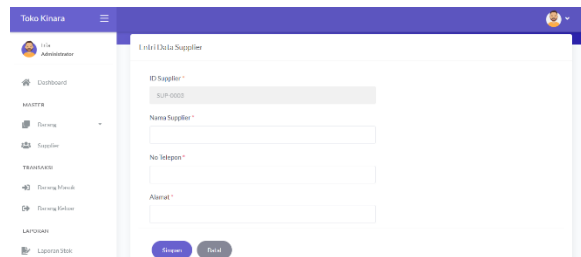 Toko Kinara
Administrator
Entri Data Supplier
Dashboard
ID Supplier *
SUP-0003
MASTER
Barang
Nama Supplier *
Supplier
No Telepon *
TRANSAKSI
Barang Masuk
Alamat *
Barang Keluar
LAPORAN
Simpan
Batal
Laporan Stok